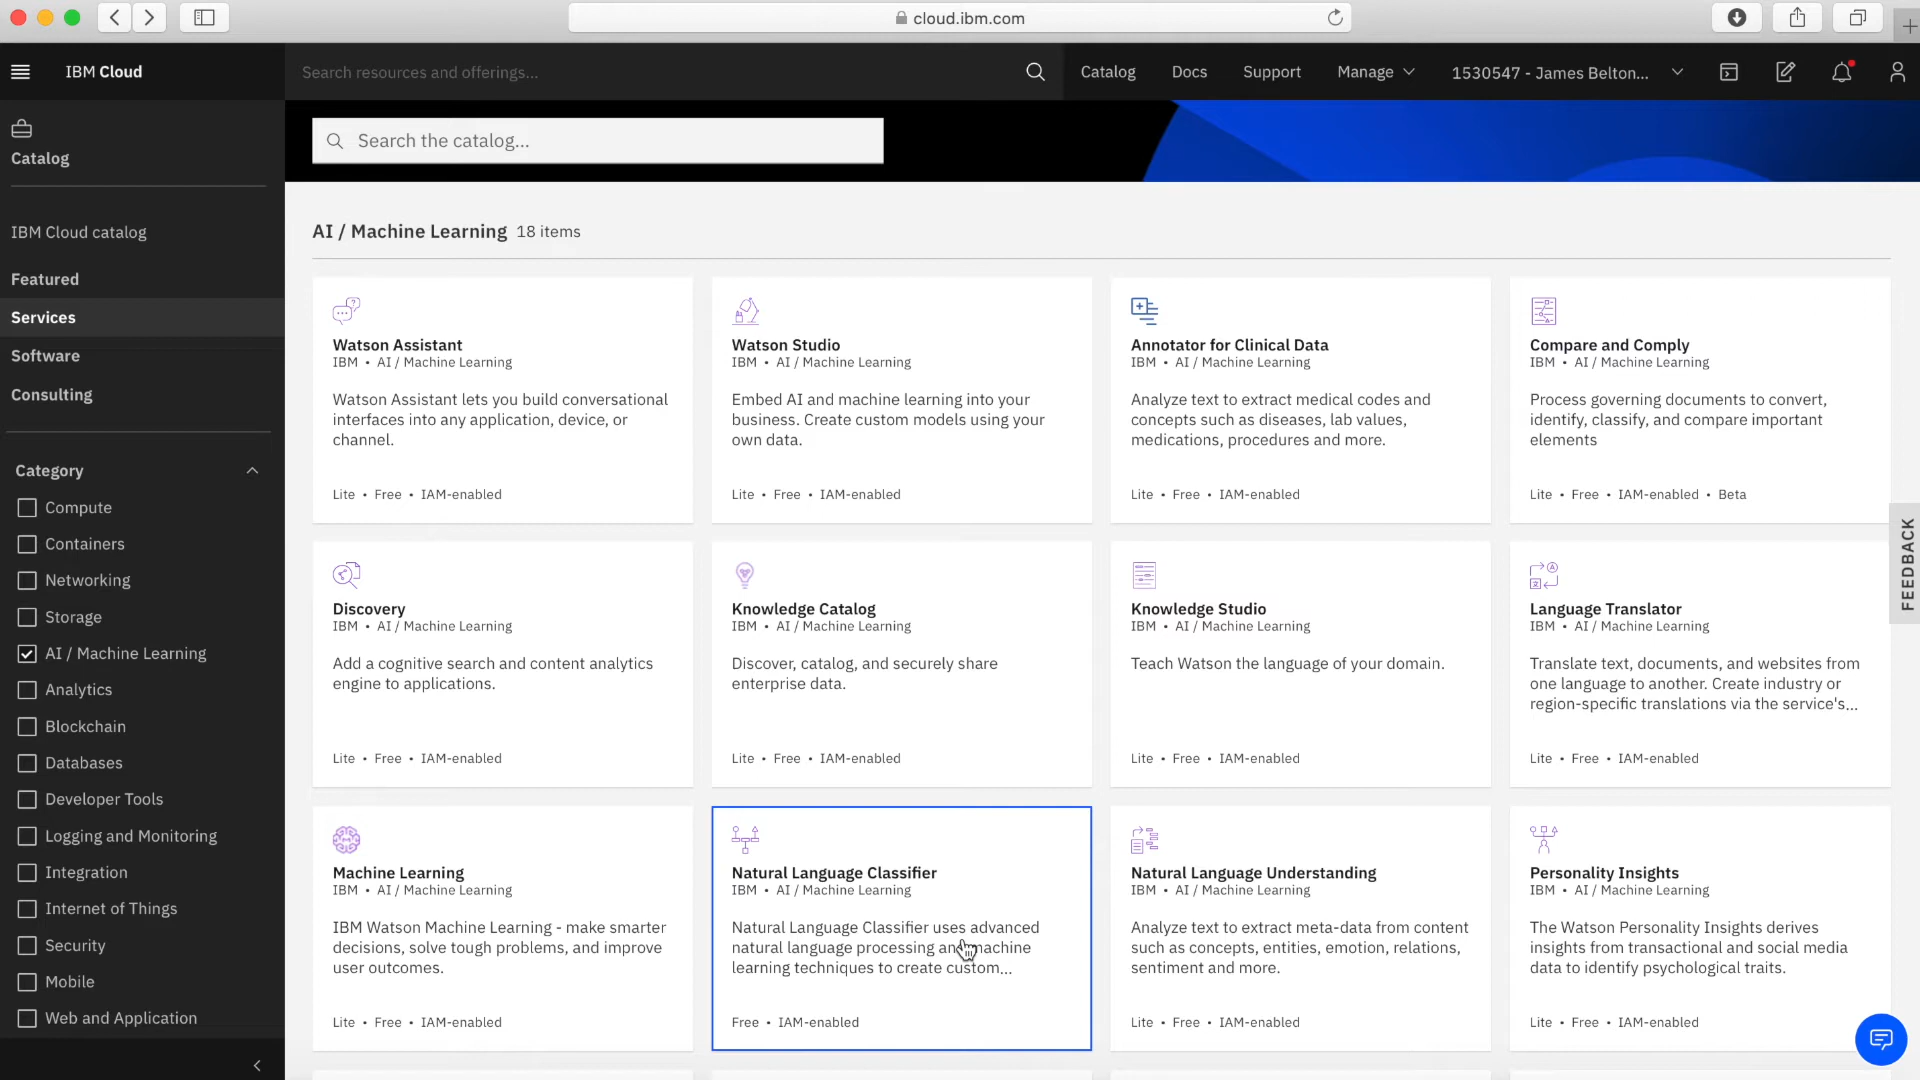 cloud.ibm.com
IBM Cloud
Search resources and offerings...
Catalog
Docs
Support
Manage
1530547 - James Belton...
Catalog
IBM Cloud catalog
Featured
Services
Software
Consulting
Category
Compute
Containers
Networking
Storage
AI / Machine Learning
Analytics
Blockchain
Databases
Developer Tools
Logging and Monitoring
Integration
Internet of Things
Security
Mobile
Web and Application
Search the catalog...
AI / Machine Learning 18 items
Watson Assistant
IBM • AI / Machine Learning
Watson Assistant lets you build conversational
interfaces into any application, device, or
channel.
Lite • Free • IAM-enabled
Watson Studio
IBM • AI / Machine Learning
Embed AI and machine learning into your
business. Create custom models using your
own data.
Lite • Free • IAM-enabled
Annotator for Clinical Data
IBM • AI / Machine Learning
Analyze text to extract medical codes and
concepts such as diseases, lab values,
medications, procedures and more.
Lite • Free • IAM-enabled
Compare and Comply
IBM • AI / Machine Learning
Process governing documents to convert,
identify, classify, and compare important
elements
Lite • Free • IAM-enabled • Beta
Discovery
IBM • AI / Machine Learning
Add a cognitive search and content analytics
engine to applications.
Lite • Free • IAM-enabled
Knowledge Catalog
IBM • AI / Machine Learning
Discover, catalog, and securely share
enterprise data.
Lite • Free • IAM-enabled
Knowledge Studio
IBM • AI / Machine Learning
Teach Watson the language of your domain.
Lite • Free • IAM-enabled
Language Translator
IBM • AI / Machine Learning
Translate text, documents, and websites from
one language to another. Create industry or
region-specific translations via the service's...
Lite • Free • IAM-enabled
Machine Learning
IBM • AI / Machine Learning
IBM Watson Machine Learning - make smarter
decisions, solve tough problems, and improve
user outcomes.
Lite • Free • IAM-enabled
Natural Language Classifier
IBM • AI / Machine Learning
Natural Language Classifier uses advanced
natural language processing and machine
learning techniques to create custom...
Free • IAM-enabled
Natural Language Understanding
IBM • AI / Machine Learning
Analyze text to extract meta-data from content
such as concepts, entities, emotion, relations,
sentiment and more.
Lite • Free • IAM-enabled
Personality Insights
IBM • AI / Machine Learning
The Watson Personality Insights derives
insights from transactional and social media
data to identify psychological traits.
Lite • Free • IAM-enabled
FEEDBACK